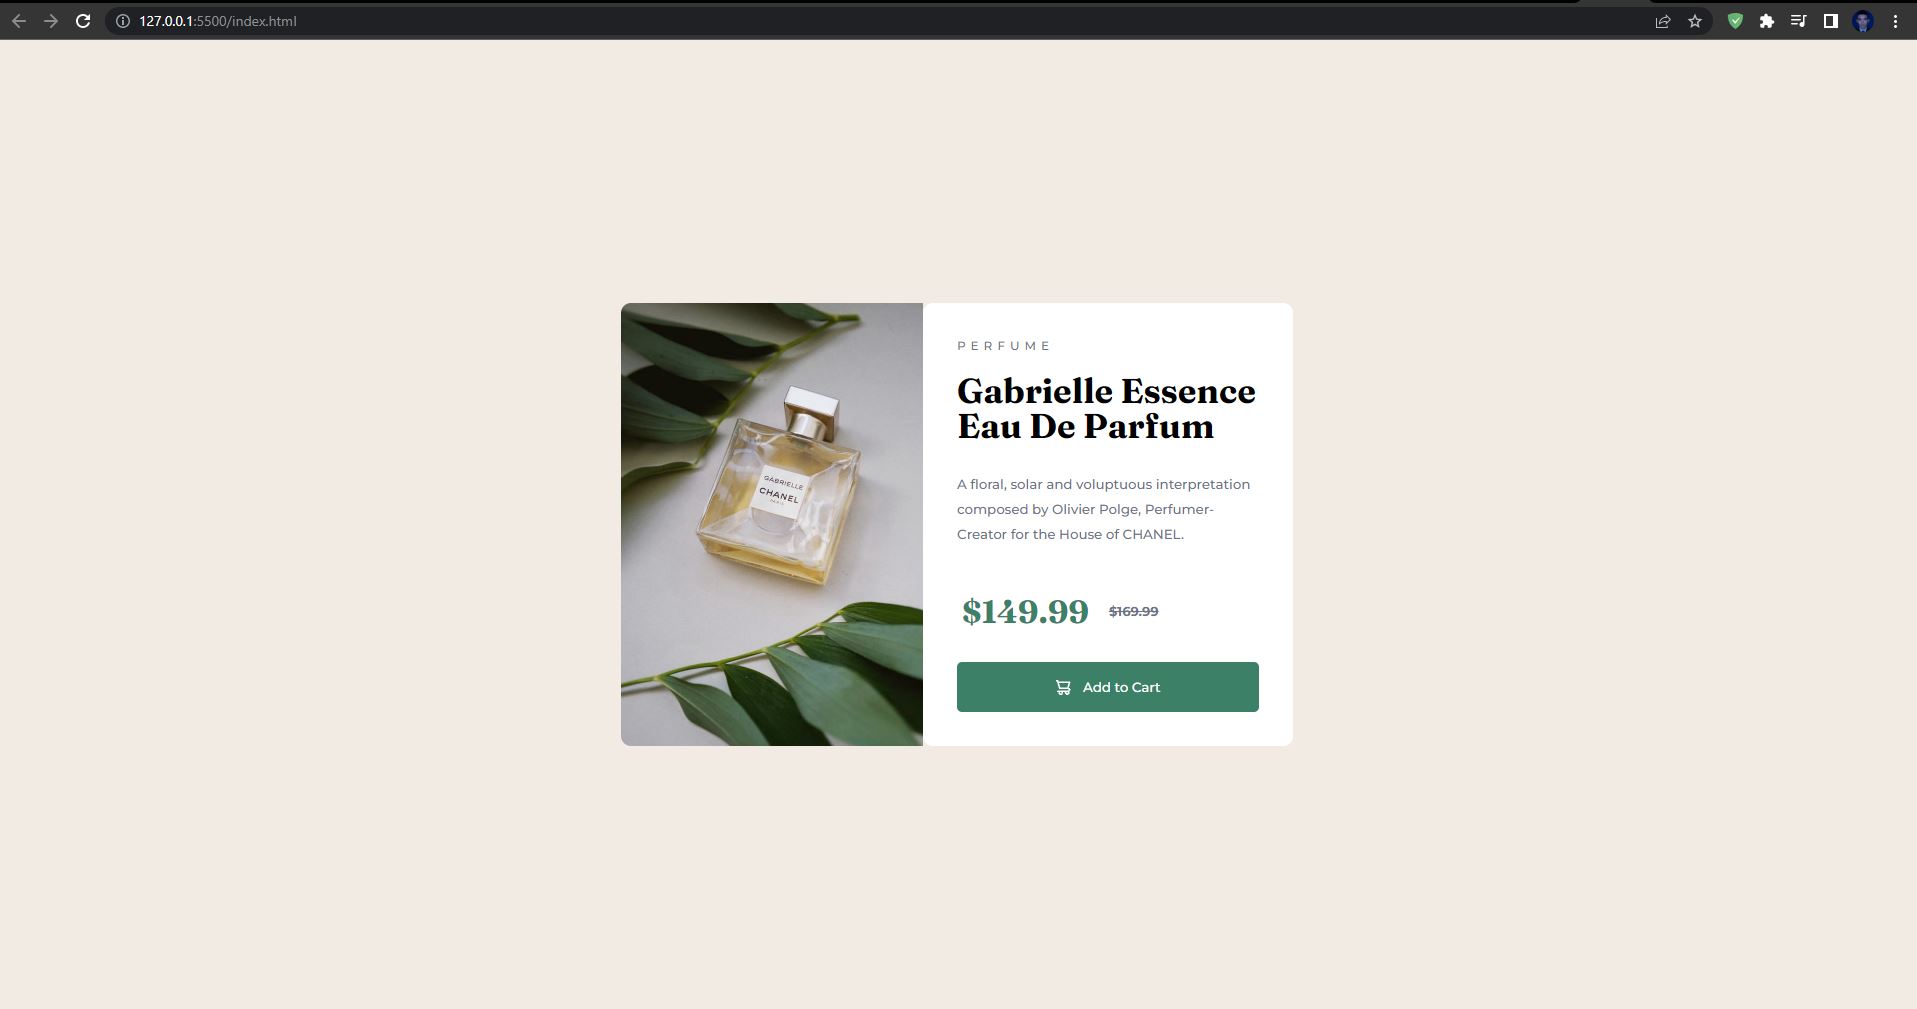 127.0.0.1:5500/index.html
GABRIELLE
CHANEL
PARIS
PERFUME
Gabrielle Essence
Eau De Parfum
A floral, solar and voluptuous interpretation
composed by Olivier Polge, Perfumer-
Creator for the House of CHANEL.
$149.99 $169.99
Add to Cart